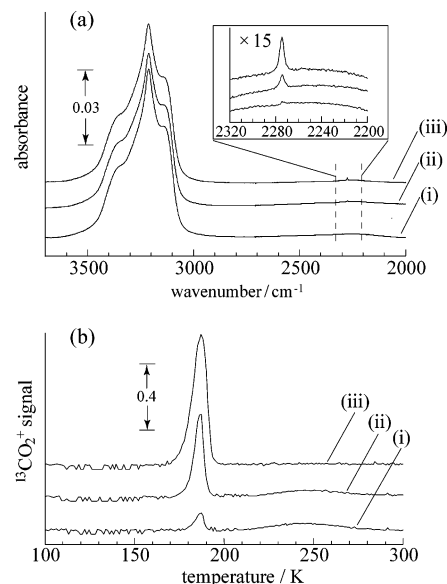 (a)
× 15
0.03
2320 2280 2240 2200
(iii)
(ii)
(i)
absorbance
3500 3000 2500 2000
wavenumber / cm⁻¹
(b)
0.4
(iii)
(ii)
(i)
¹³CO₂⁺ signal
100 150 200 250 300
temperature / K